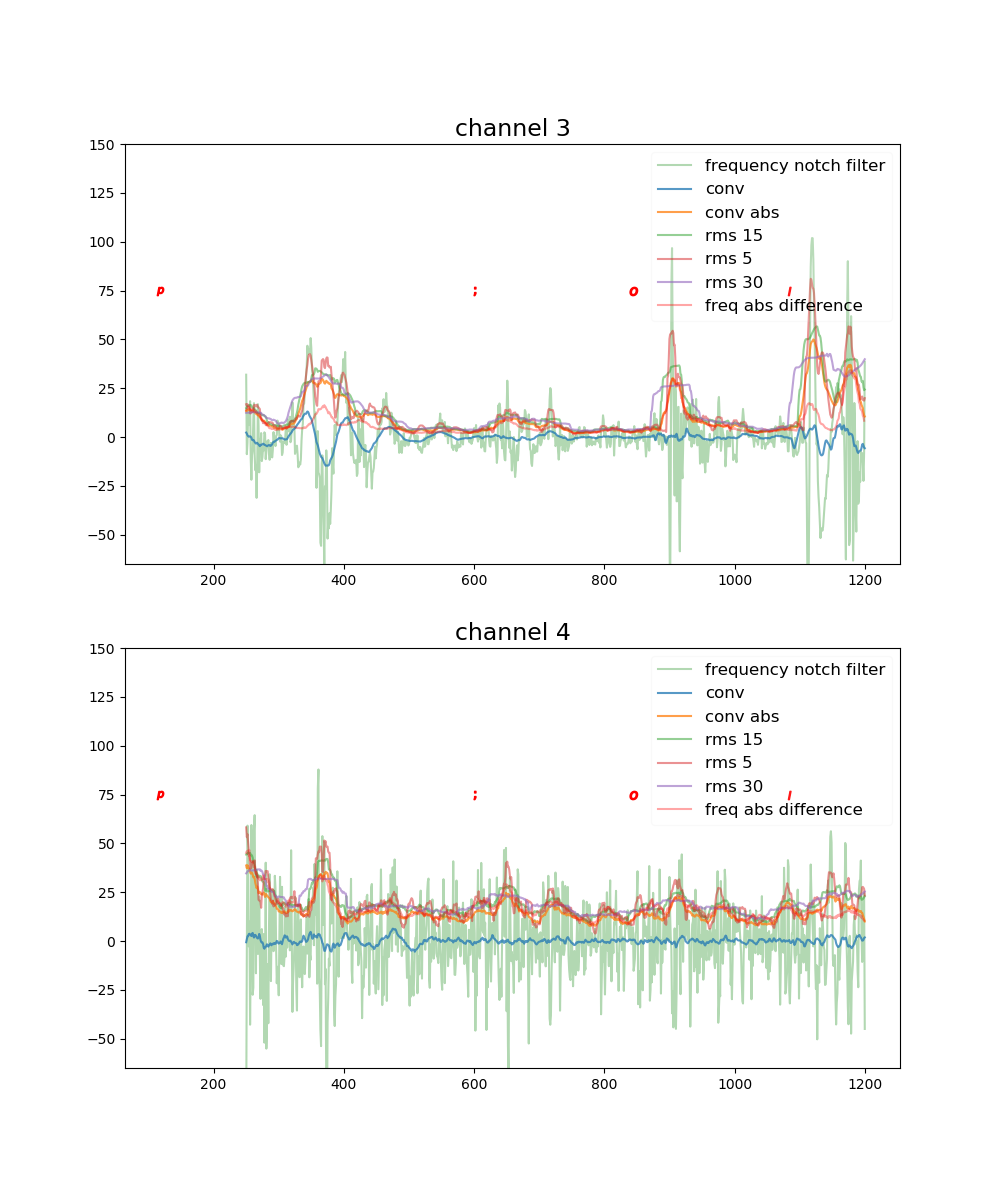 channel 3
150
125
100
75
50
25
0
−25
−50
frequency notch filter
conv
conv abs
rms 15
rms 5
rms 30
freq abs difference
p ; o l
200 400 600 800 1000 1200
channel 4
150
125
100
75
50
25
0
−25
−50
frequency notch filter
conv
conv abs
rms 15
rms 5
rms 30
freq abs difference
p ; o l
200 400 600 800 1000 1200